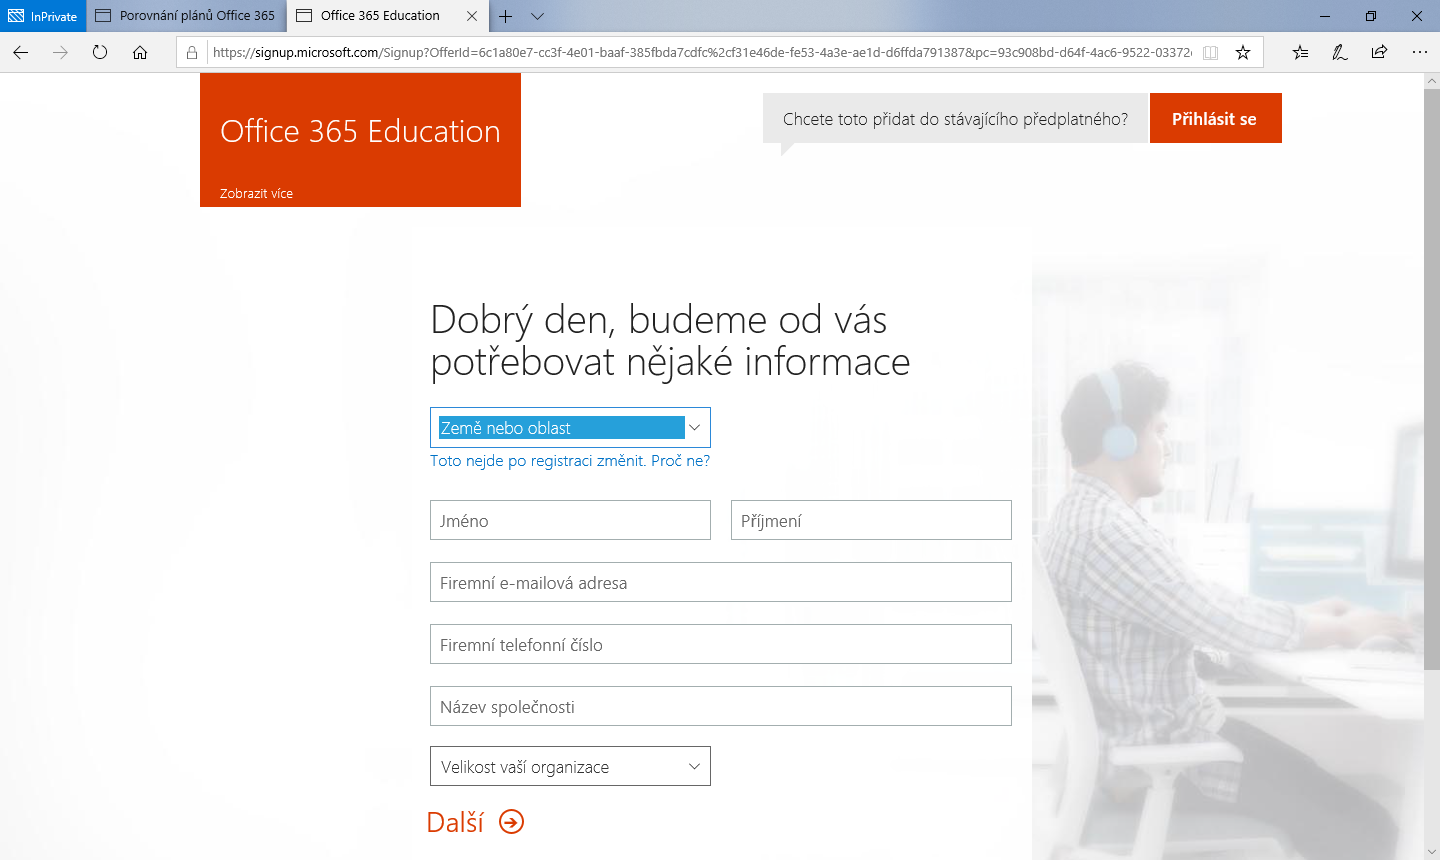 InPrivate
Porovnání plánů Office 365
Office 365 Education
https://signup.microsoft.com/Signup?OfferId=6c1a80e7-cc3f-4e01-baaf-385fbda7cdfc%2cf31e46de-fe53-4a3e-ae1d-d6ffda791387&pc=93c908bd-d64f-4ac6-9522-03372
Office 365 Education
Zobrazit více
Chcete toto přidat do stávajícího předplatného?
Přihlásit se
Dobrý den, budeme od vás
potřebovat nějaké informace
Země nebo oblast
Toto nejde po registraci změnit. Proč ne?
Jméno
Příjmení
Firemní e-mailová adresa
Firemní telefonní číslo
Název společnosti
Velikost vaší organizace
Další